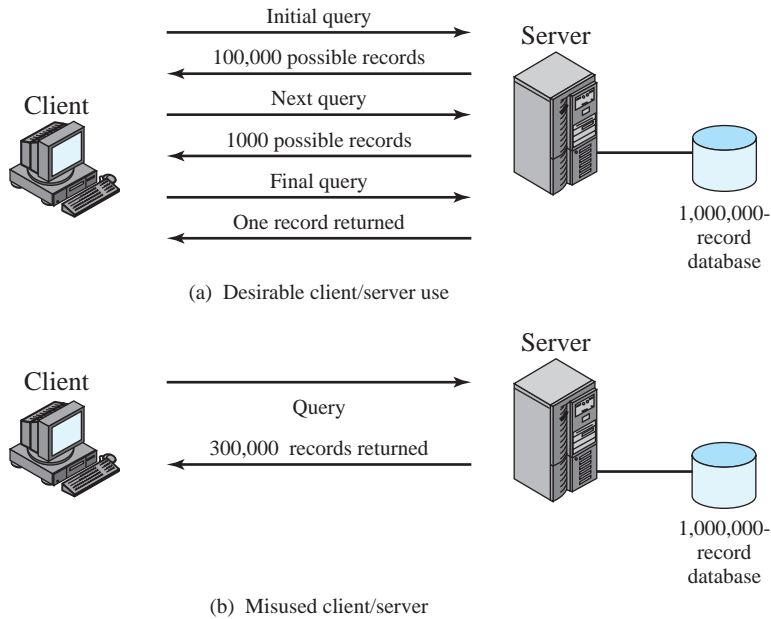 Initial query
Server
100,000 possible records
Client
Next query
1000 possible records
Final query
One record returned
1,000,000-
record
database
(a) Desirable client/server use
Server
Client
Query
300,000 records returned
1,000,000-
record
database
(b) Misused client/server